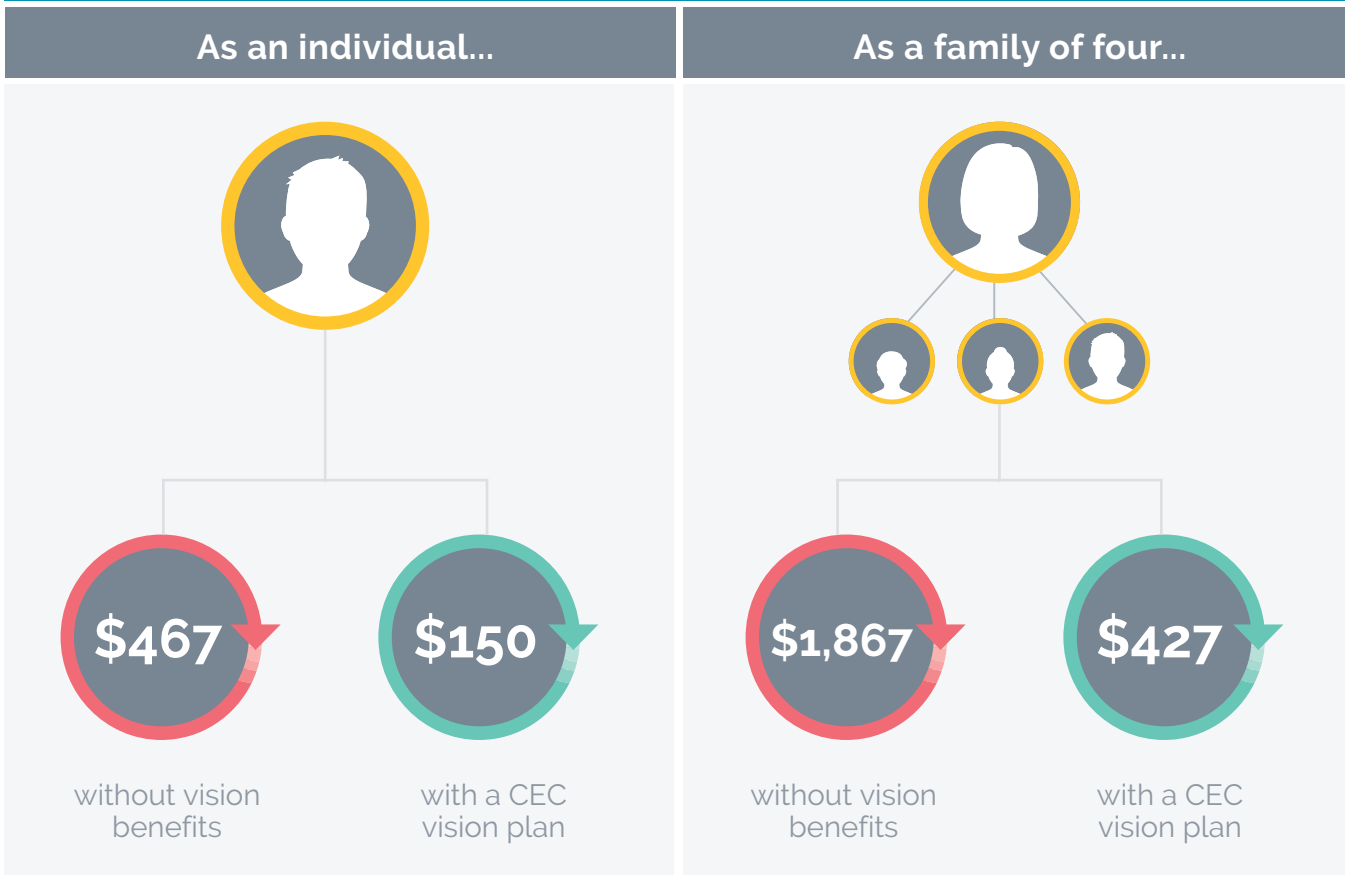 As an individual...
$467
without vision
benefits
$150
with a CEC
vision plan
As a family of four...
$1,867
without vision
benefits
$427
with a CEC
vision plan